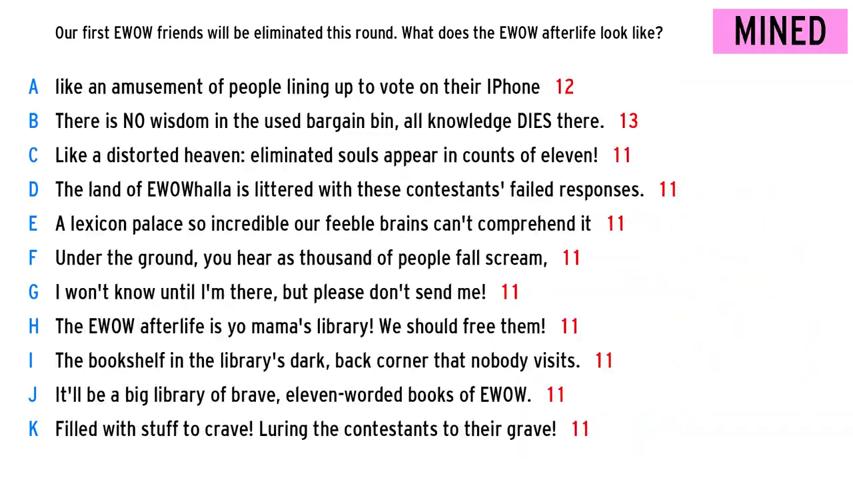 Our first EWOW friends will be eliminated this round. What does the EWOW afterlife look like?
MINED
A like an amusement of people lining up to vote on their IPhone 12
B There is NO wisdom in the used bargain bin, all knowledge DIES there. 13
C Like a distorted heaven: eliminated souls appear in counts of eleven! 11
D The land of EWOWhalla is littered with these contestants' failed responses. 11
E A lexicon palace so incredible our feeble brains can't comprehend it 11
F Under the ground, you hear as thousand of people fall scream, 11
G I won't know until I'm there, but please don't send me! 11
H The EWOW afterlife is yo mama's library! We should free them! 11
I The bookshelf in the library's dark, back corner that nobody visits. 11
J It'll be a big library of brave, eleven-worded books of EWOW. 11
K Filled with stuff to crave! Luring the contestants to their grave! 11